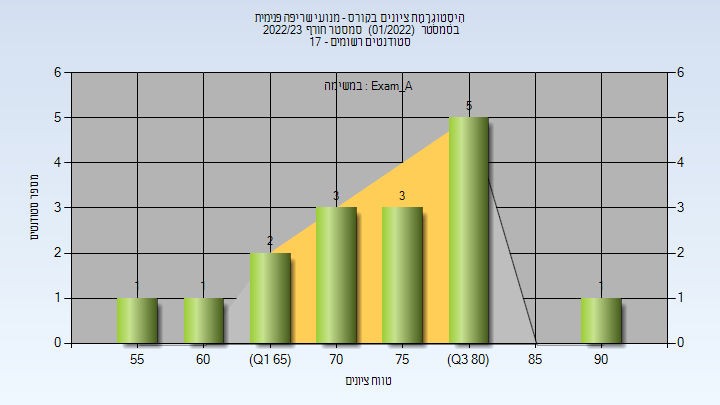 היסטוגרמת ציונים בקורס - מנועי שריפה פנימית
בסמסטר (01/2022) סמסטר חורף 2022/23
סטודנטים רשומים - 17
במשימה : Exam_A
6 6
5 5
4 4
3 3
2 2
1 1
0 0
1 1 2 3 3 5 1
מספר סטודנטים
55 60 (Q1 65) 70 75 (Q3 80) 85 90
טווח ציונים